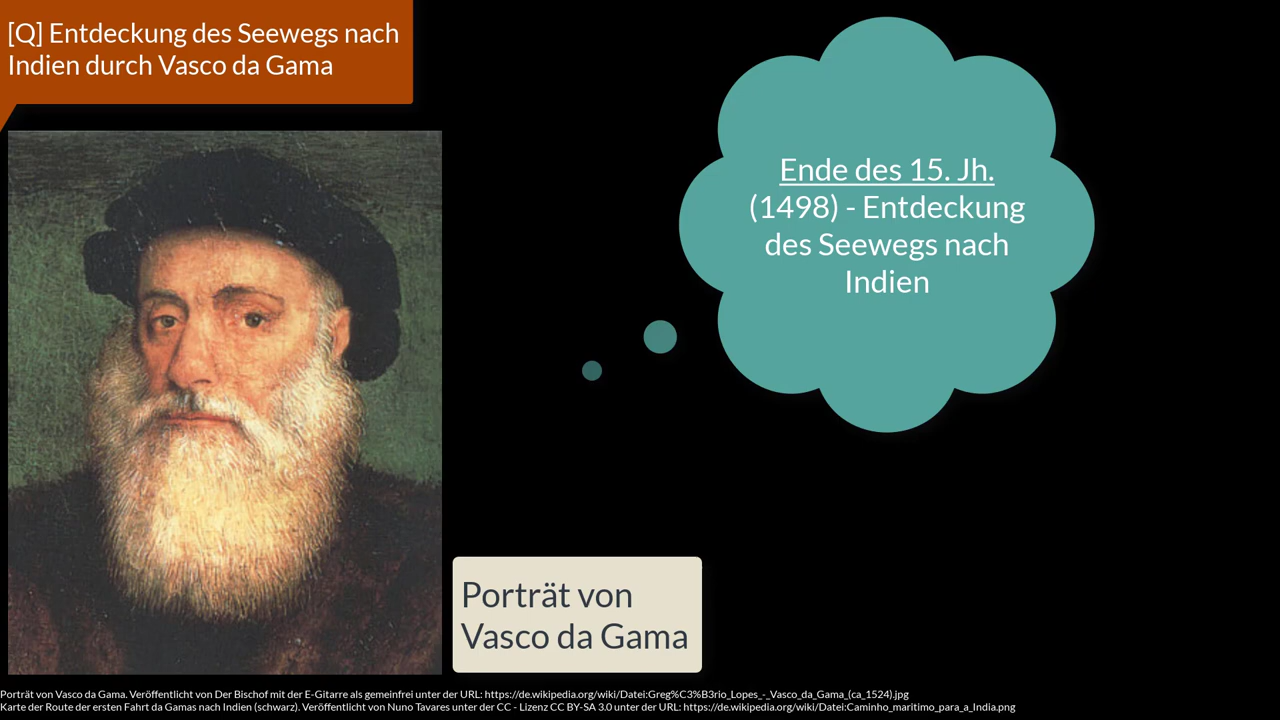 [Q] Entdeckung des Seewegs nach
Indien durch Vasco da Gama
Ende des 15. Jh.
(1498) - Entdeckung
des Seewegs nach
Indien
Porträt von
Vasco da Gama
Porträt von Vasco da Gama. Veröffentlicht von Der Bischof mit der E-Gitarre als gemeinfrei unter der URL: https://de.wikipedia.org/wiki/Datei:Greg%C3%B3rio_Lopes_-_Vasco_da_Gama_(ca_1524).jpg
Karte der Route der ersten Fahrt da Gamas nach Indien (schwarz). Veröffentlicht von Nuno Tavares unter der CC - Lizenz CC BY-SA 3.0 unter der URL: https://de.wikipedia.org/wiki/Datei:Caminho_maritimo_para_a_India.png